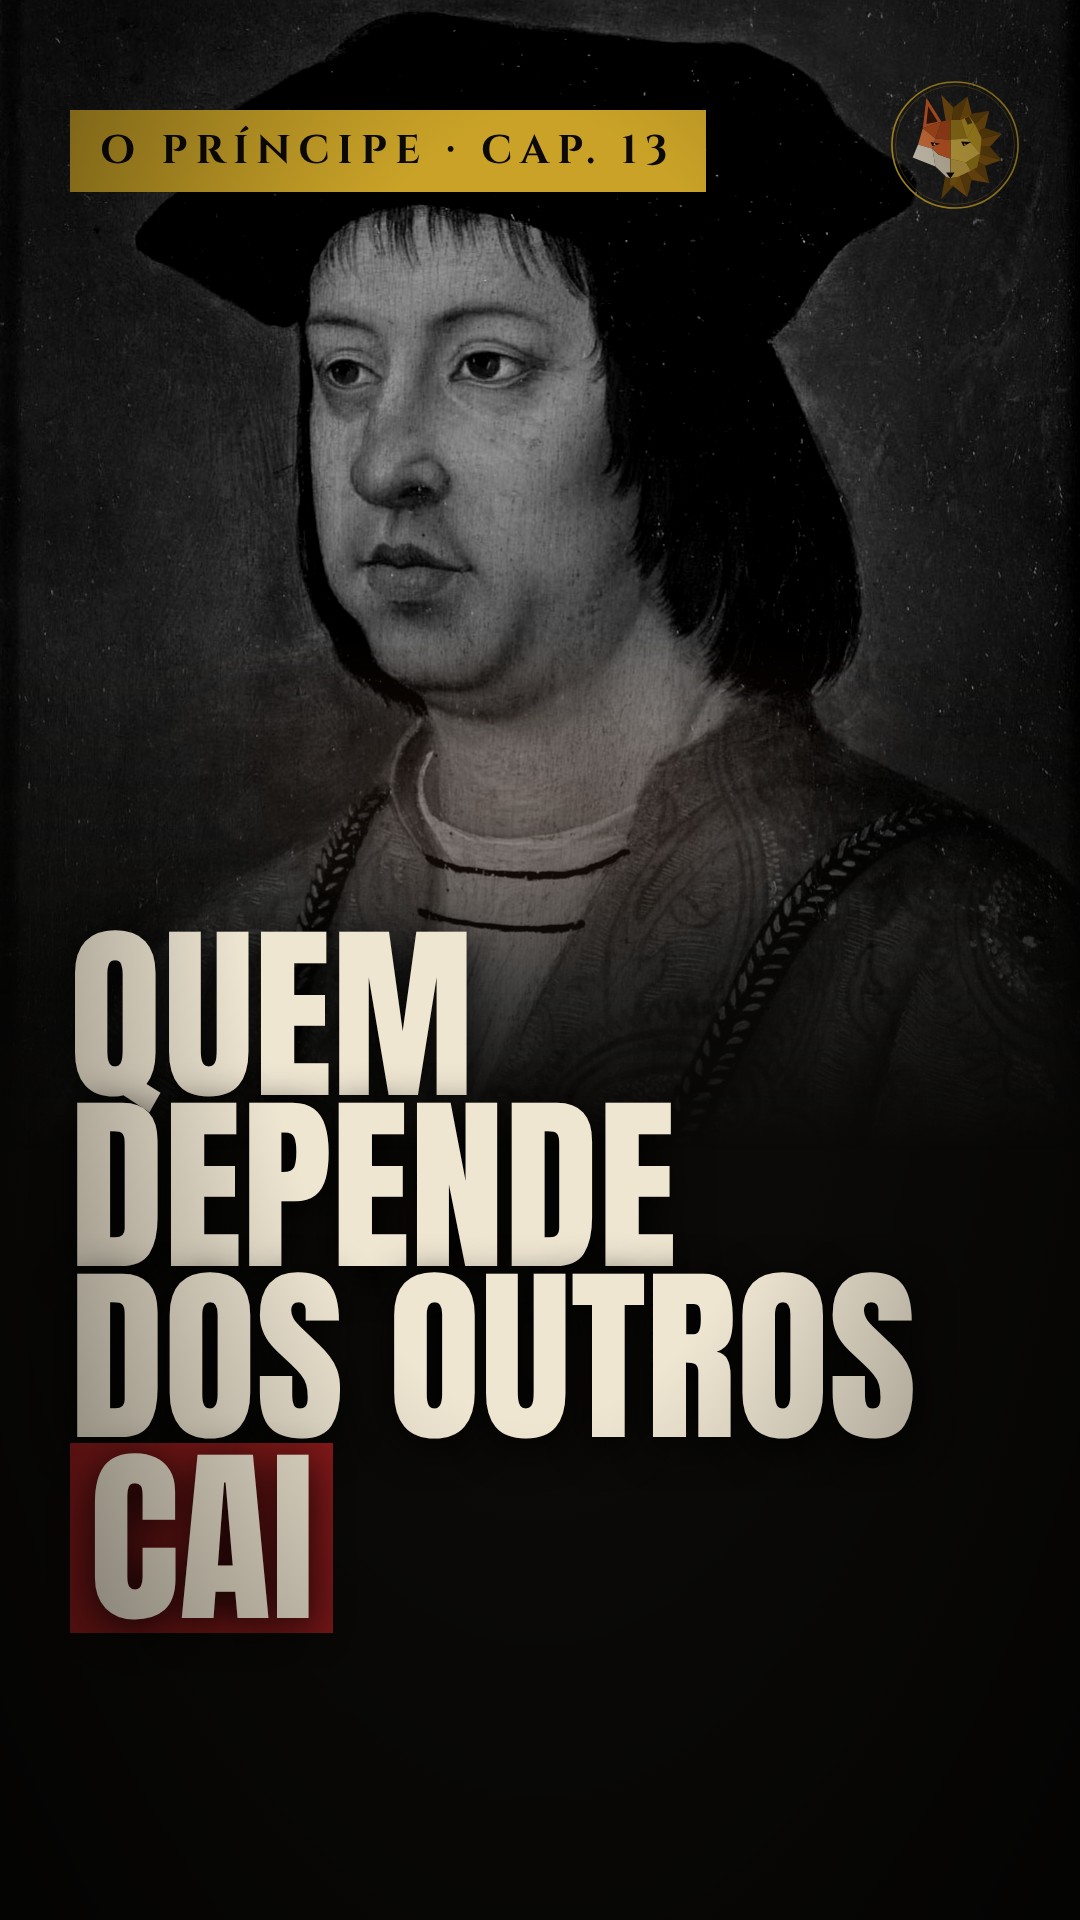 O PRÍNCIPE · CAP. 13
QUEM
DEPENDE
DOS OUTROS
CAI